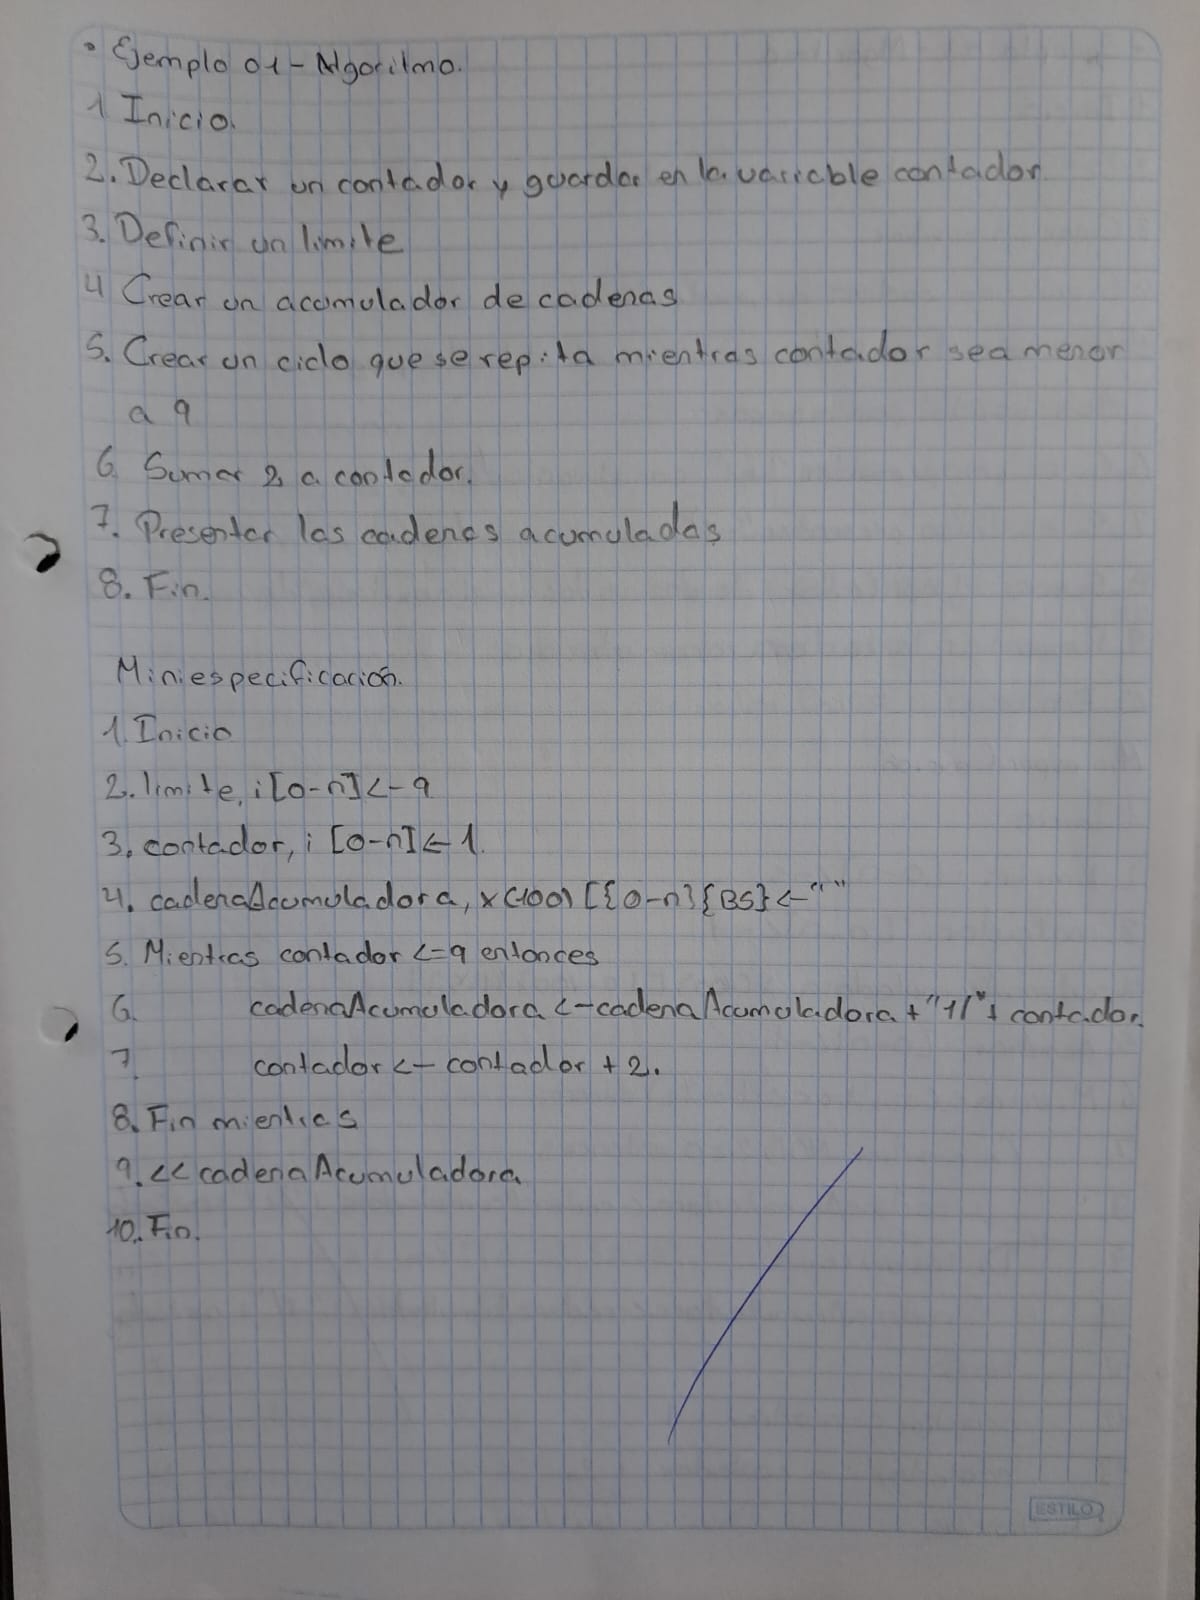 • Ejemplo 01 - Algoritmo.
1 Inicio.
2. Declarar un contador y guardar en la variable contador
3. Definir un limite
4 Crear un acumulador de cadenas
5. Crear un ciclo que se repita mientras contador sea menor
a 9
6. Sumar 2 a contador.
7. Presentar las cadenas acumuladas
8. Fin.
Miniespecificación.
1. Inicio
2. limite, i [0-n] <- 9
3. contador, i [0-n] <- 1.
4. cadenaAcumuladora, x(100) [{0-n}{BS} <- " "
5. Mientras contador <= 9 entonces
6. cadenaAcumuladora <- cadenaAcumuladora + "1/" + contador.
7. contador <- contador + 2.
8. Fin mientras
9. << cadenaAcumuladora
10. Fin.
ESTILO